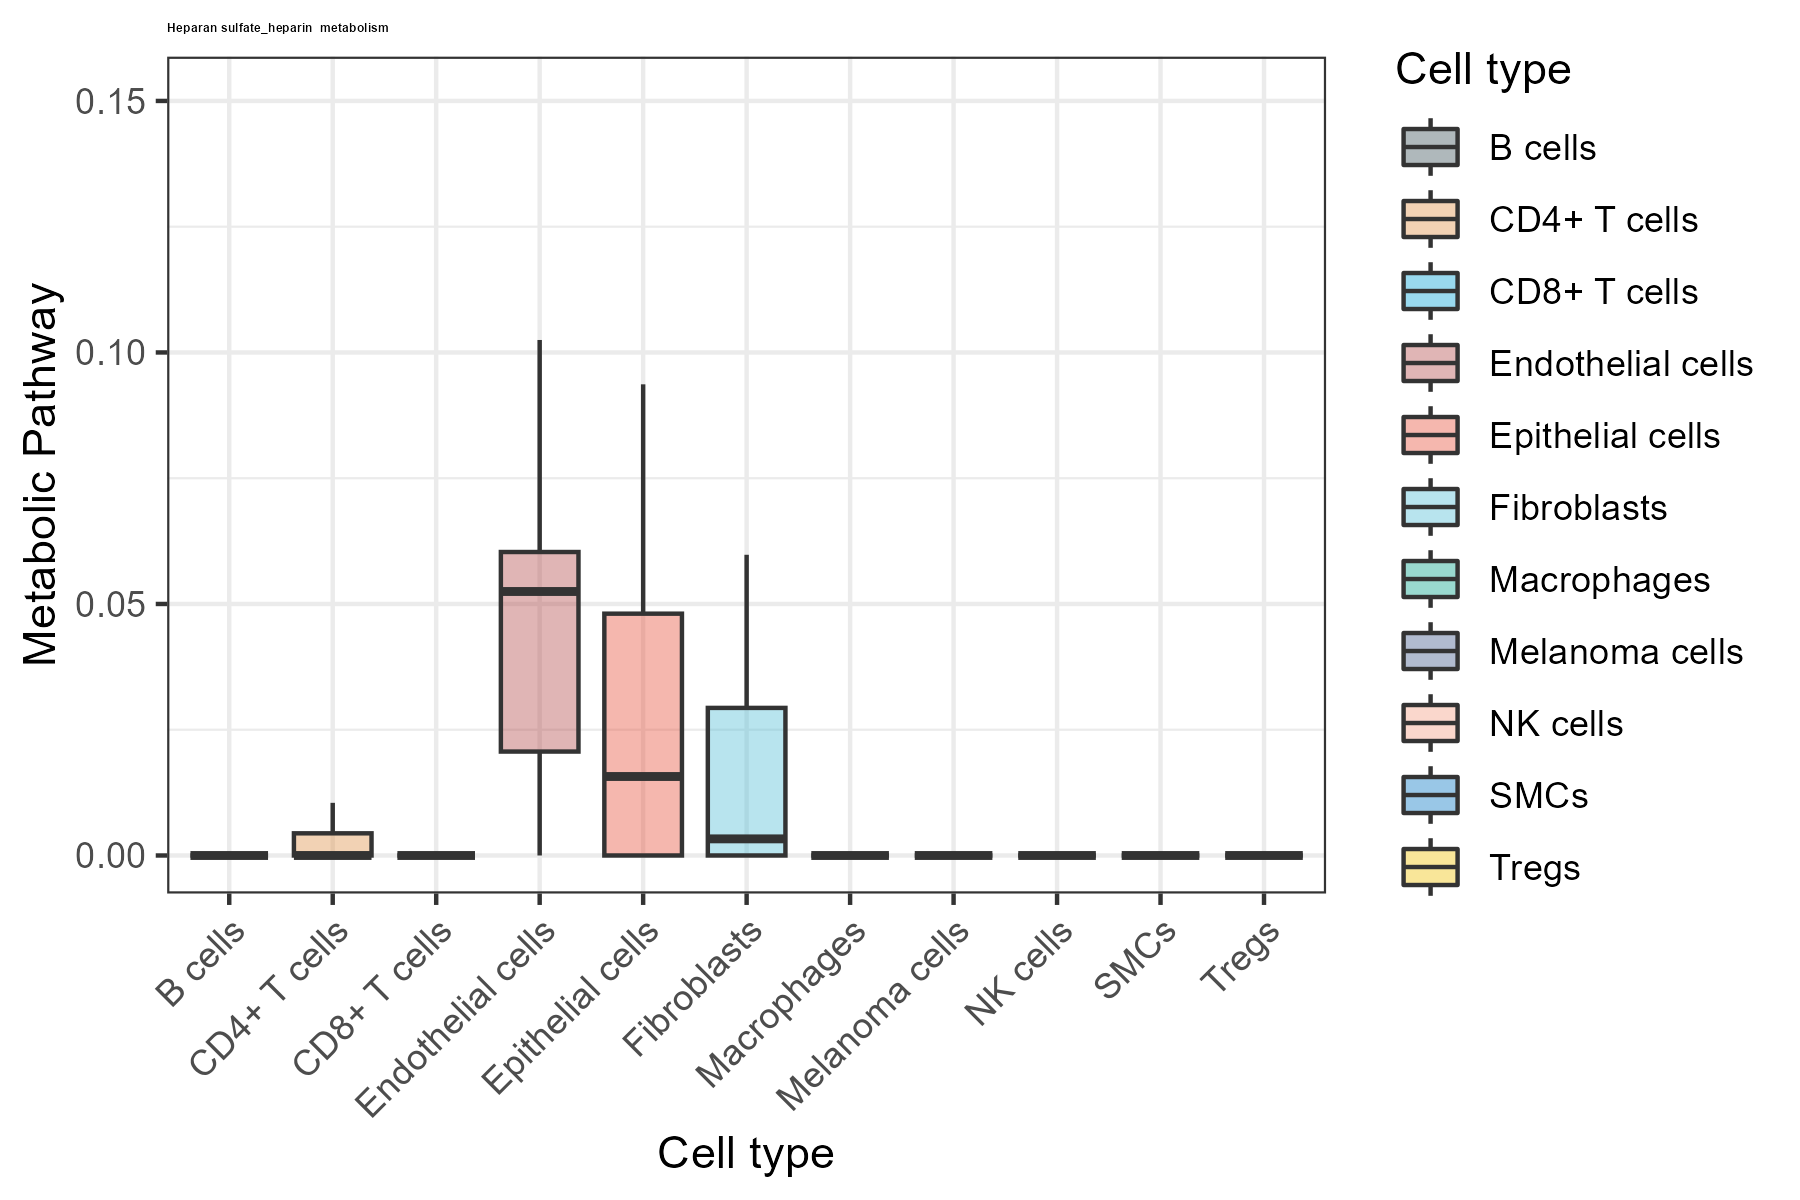 Heparan sulfate_heparin  metabolism
Metabolic Pathway
0.15
0.10
0.05
0.00
B cells
CD4+ T cells
CD8+ T cells
Endothelial cells
Epithelial cells
Fibroblasts
Macrophages
Melanoma cells
NK cells
SMCs
Tregs
Cell type
Cell type
B cells
CD4+ T cells
CD8+ T cells
Endothelial cells
Epithelial cells
Fibroblasts
Macrophages
Melanoma cells
NK cells
SMCs
Tregs